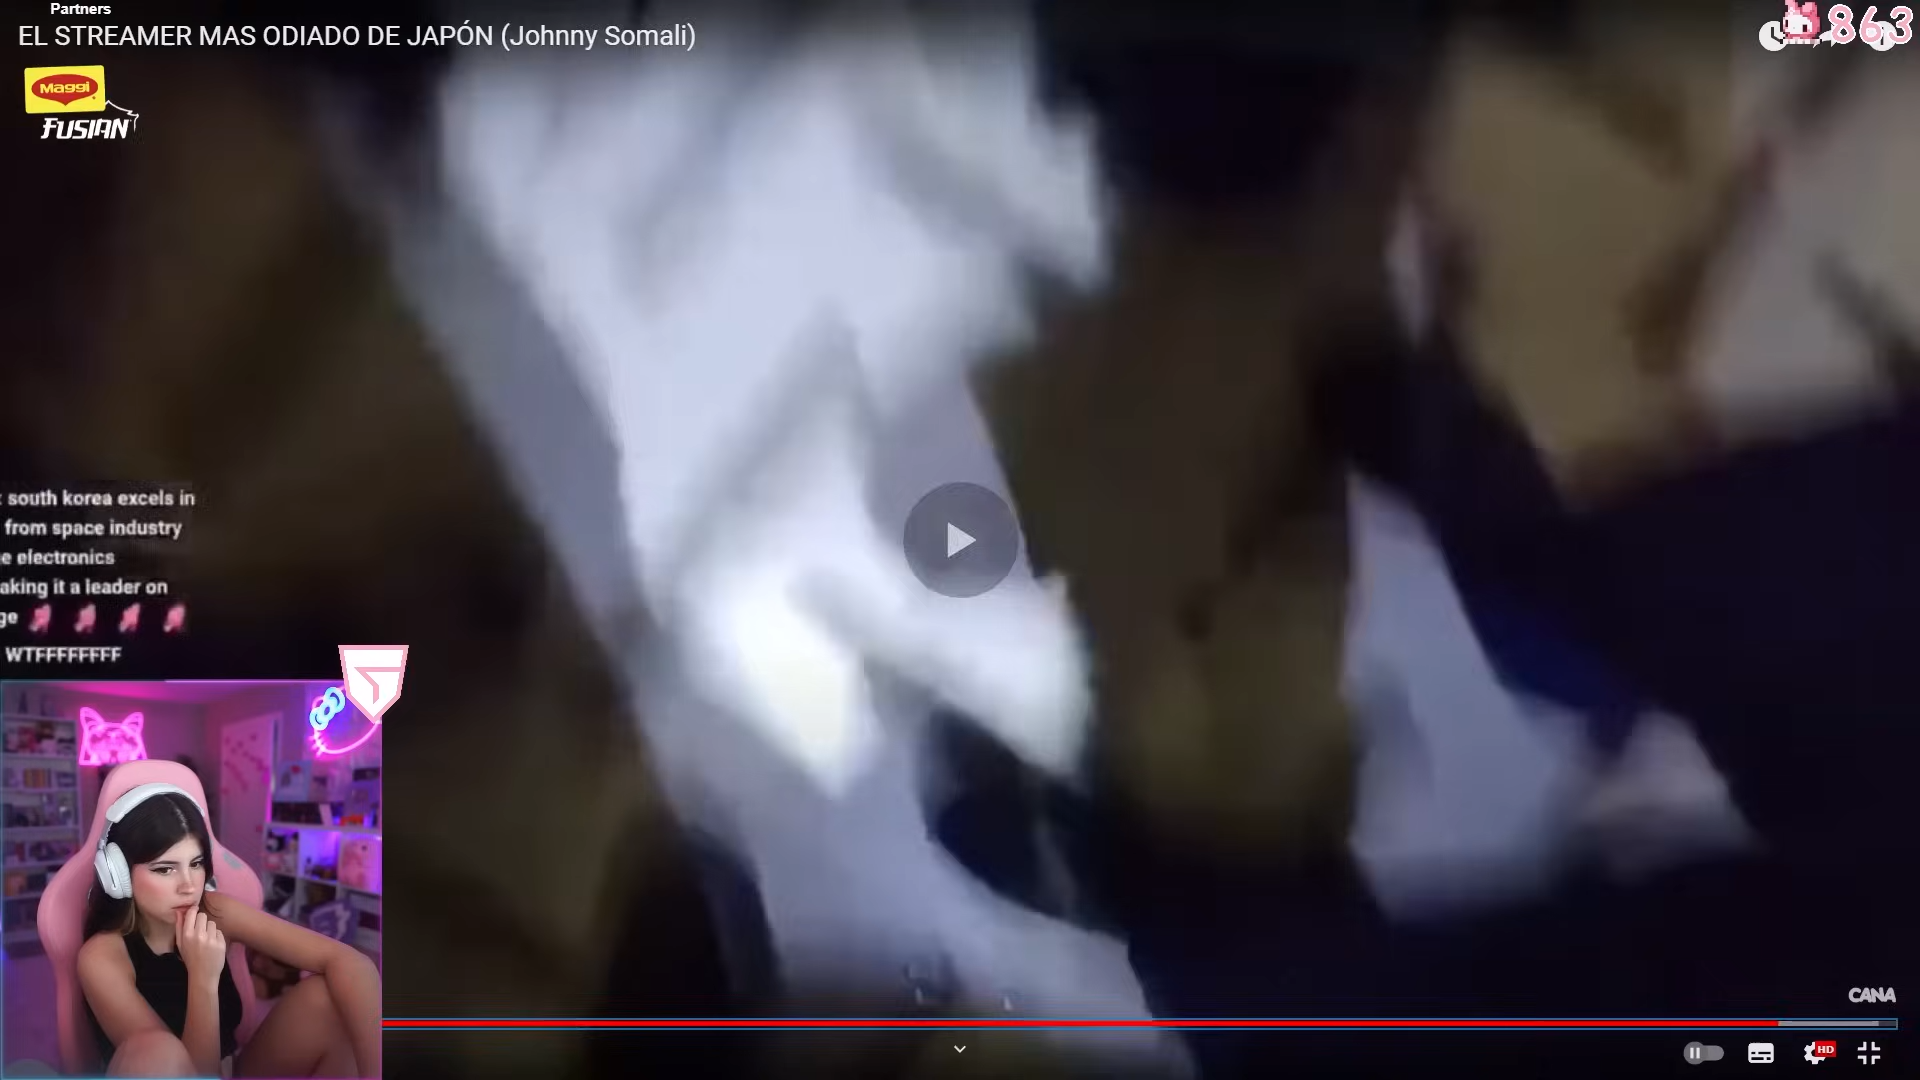 Partners
EL STREAMER MAS ODIADO DE JAPÓN (Johnny Somali)
863
Maggi
FUSIAN
south korea excels in
from space industry
electronics
aking it a leader on
ge
WTFFFFFFFF
CANA
HD